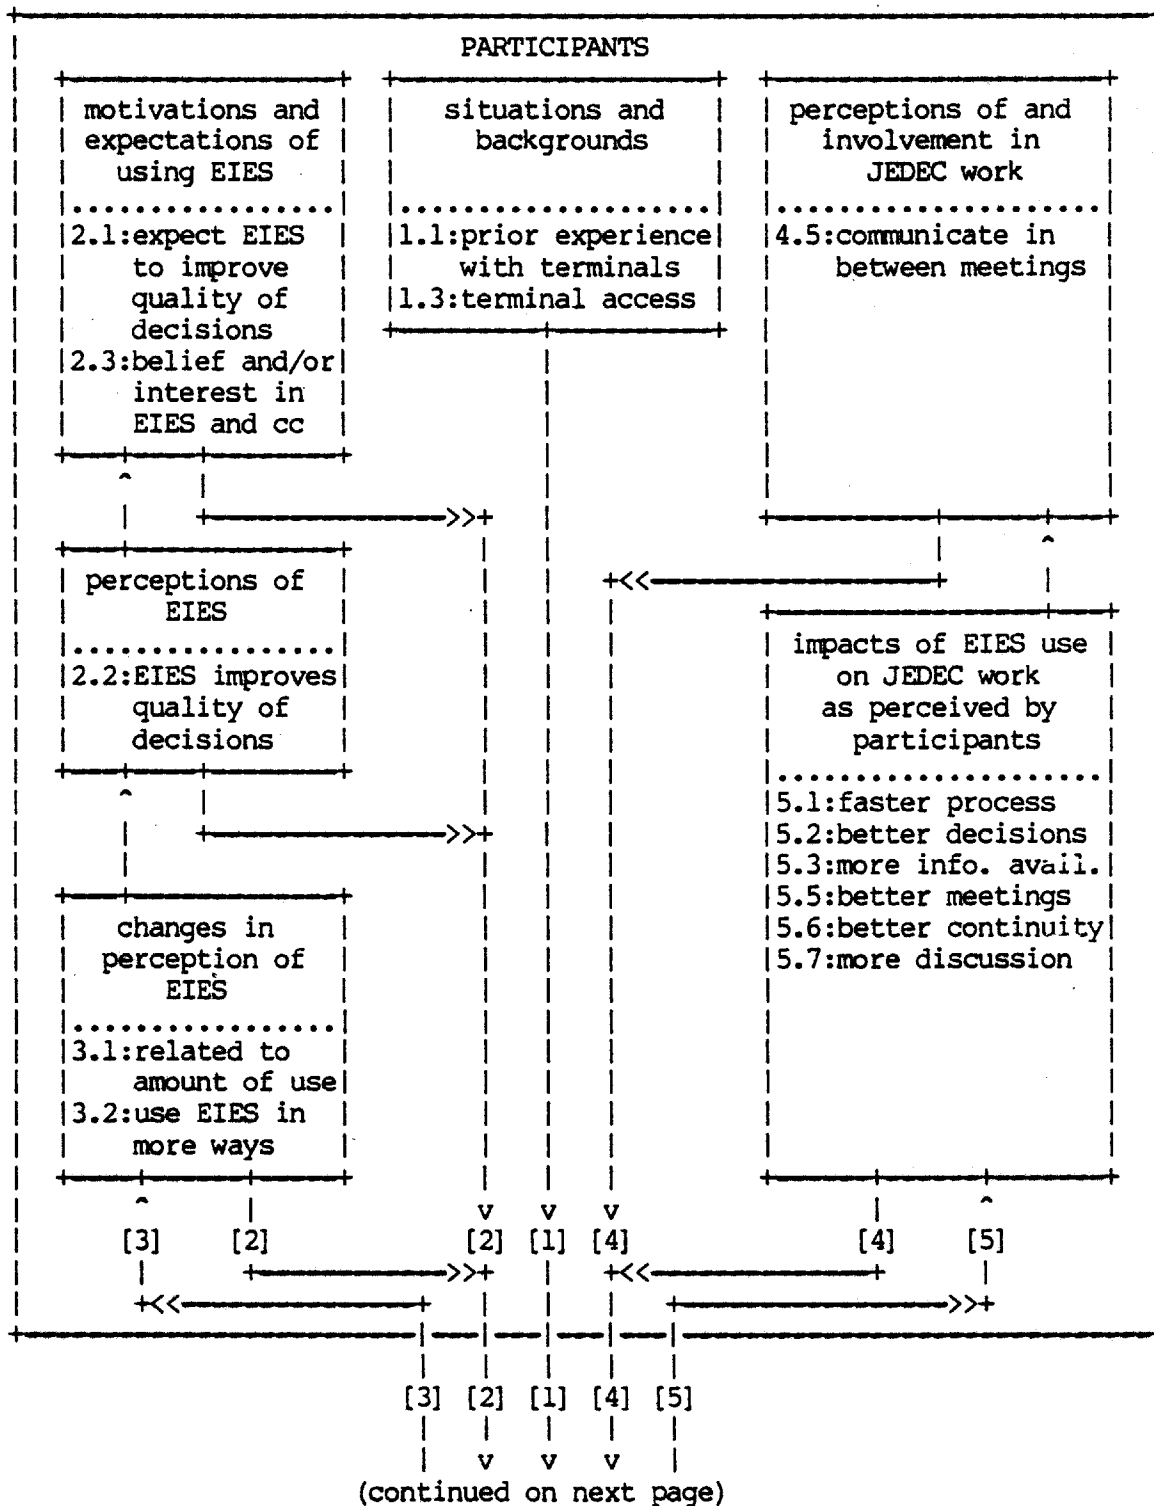 PARTICIPANTS
motivations and
expectations of
using EIES
2.1:expect EIES
to improve
quality of
decisions
2.3:belief and/or
interest in
EIES and cc
situations and
backgrounds
1.1:prior experience
with terminals
1.3:terminal access
perceptions of and
involvement in
JEDEC work
4.5:communicate in
between meetings
perceptions of
EIES
2.2:EIES improves
quality of
decisions
impacts of EIES use
on JEDEC work
as perceived by
participants
5.1:faster process
5.2:better decisions
5.3:more info. avail.
5.5:better meetings
5.6:better continuity
5.7:more discussion
changes in
perception of
EIES
3.1:related to
amount of use
3.2:use EIES in
more ways
[3] [2] [2] [1] [4] [4] [5]
[3] [2] [1] [4] [5]
(continued on next page)